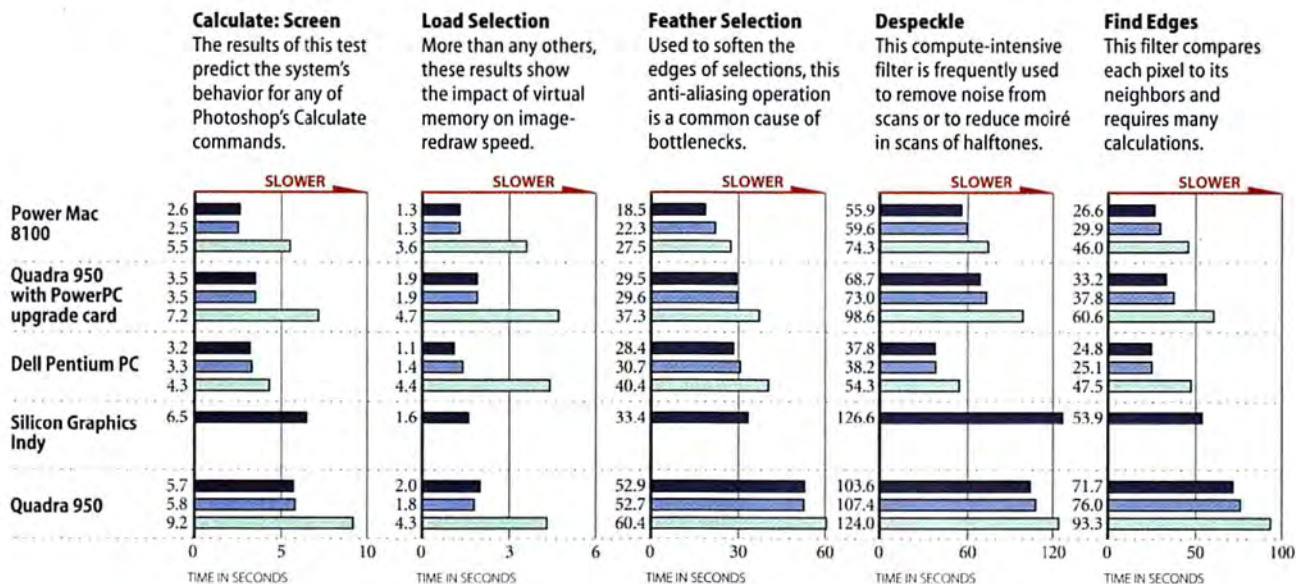 Calculate: Screen
The results of this test
predict the system's
behavior for any of
Photoshop's Calculate
commands.
Load Selection
More than any others,
these results show
the impact of virtual
memory on image-
redraw speed.
Feather Selection
Used to soften the
edges of selections, this
anti-aliasing operation
is a common cause of
bottlenecks.
Despeckle
This compute-intensive
filter is frequently used
to remove noise from
scans or to reduce moiré
in scans of halftones.
Find Edges
This filter compares
each pixel to its
neighbors and
requires many
calculations.
SLOWER SLOWER SLOWER SLOWER SLOWER
Power Mac
8100
2.6 1.3 18.5 55.9 26.6
2.5 1.3 22.3 59.6 29.9
5.5 3.6 27.5 74.3 46.0
Quadra 950
with PowerPC
upgrade card
3.5 1.9 29.5 68.7 33.2
3.5 1.9 29.6 73.0 37.8
7.2 4.7 37.3 98.6 60.6
Dell Pentium PC
3.2 1.1 28.4 37.8 24.8
3.3 1.4 30.7 38.2 25.1
4.3 4.4 40.4 54.3 47.5
Silicon Graphics
Indy
6.5 1.6 33.4 126.6 53.9
Quadra 950
5.7 2.0 52.9 103.6 71.7
5.8 1.8 52.7 107.4 76.0
9.2 4.3 60.4 124.0 93.3
0 5 10 0 3 6 0 30 60 0 60 120 0 50 100
TIME IN SECONDS TIME IN SECONDS TIME IN SECONDS TIME IN SECONDS TIME IN SECONDS